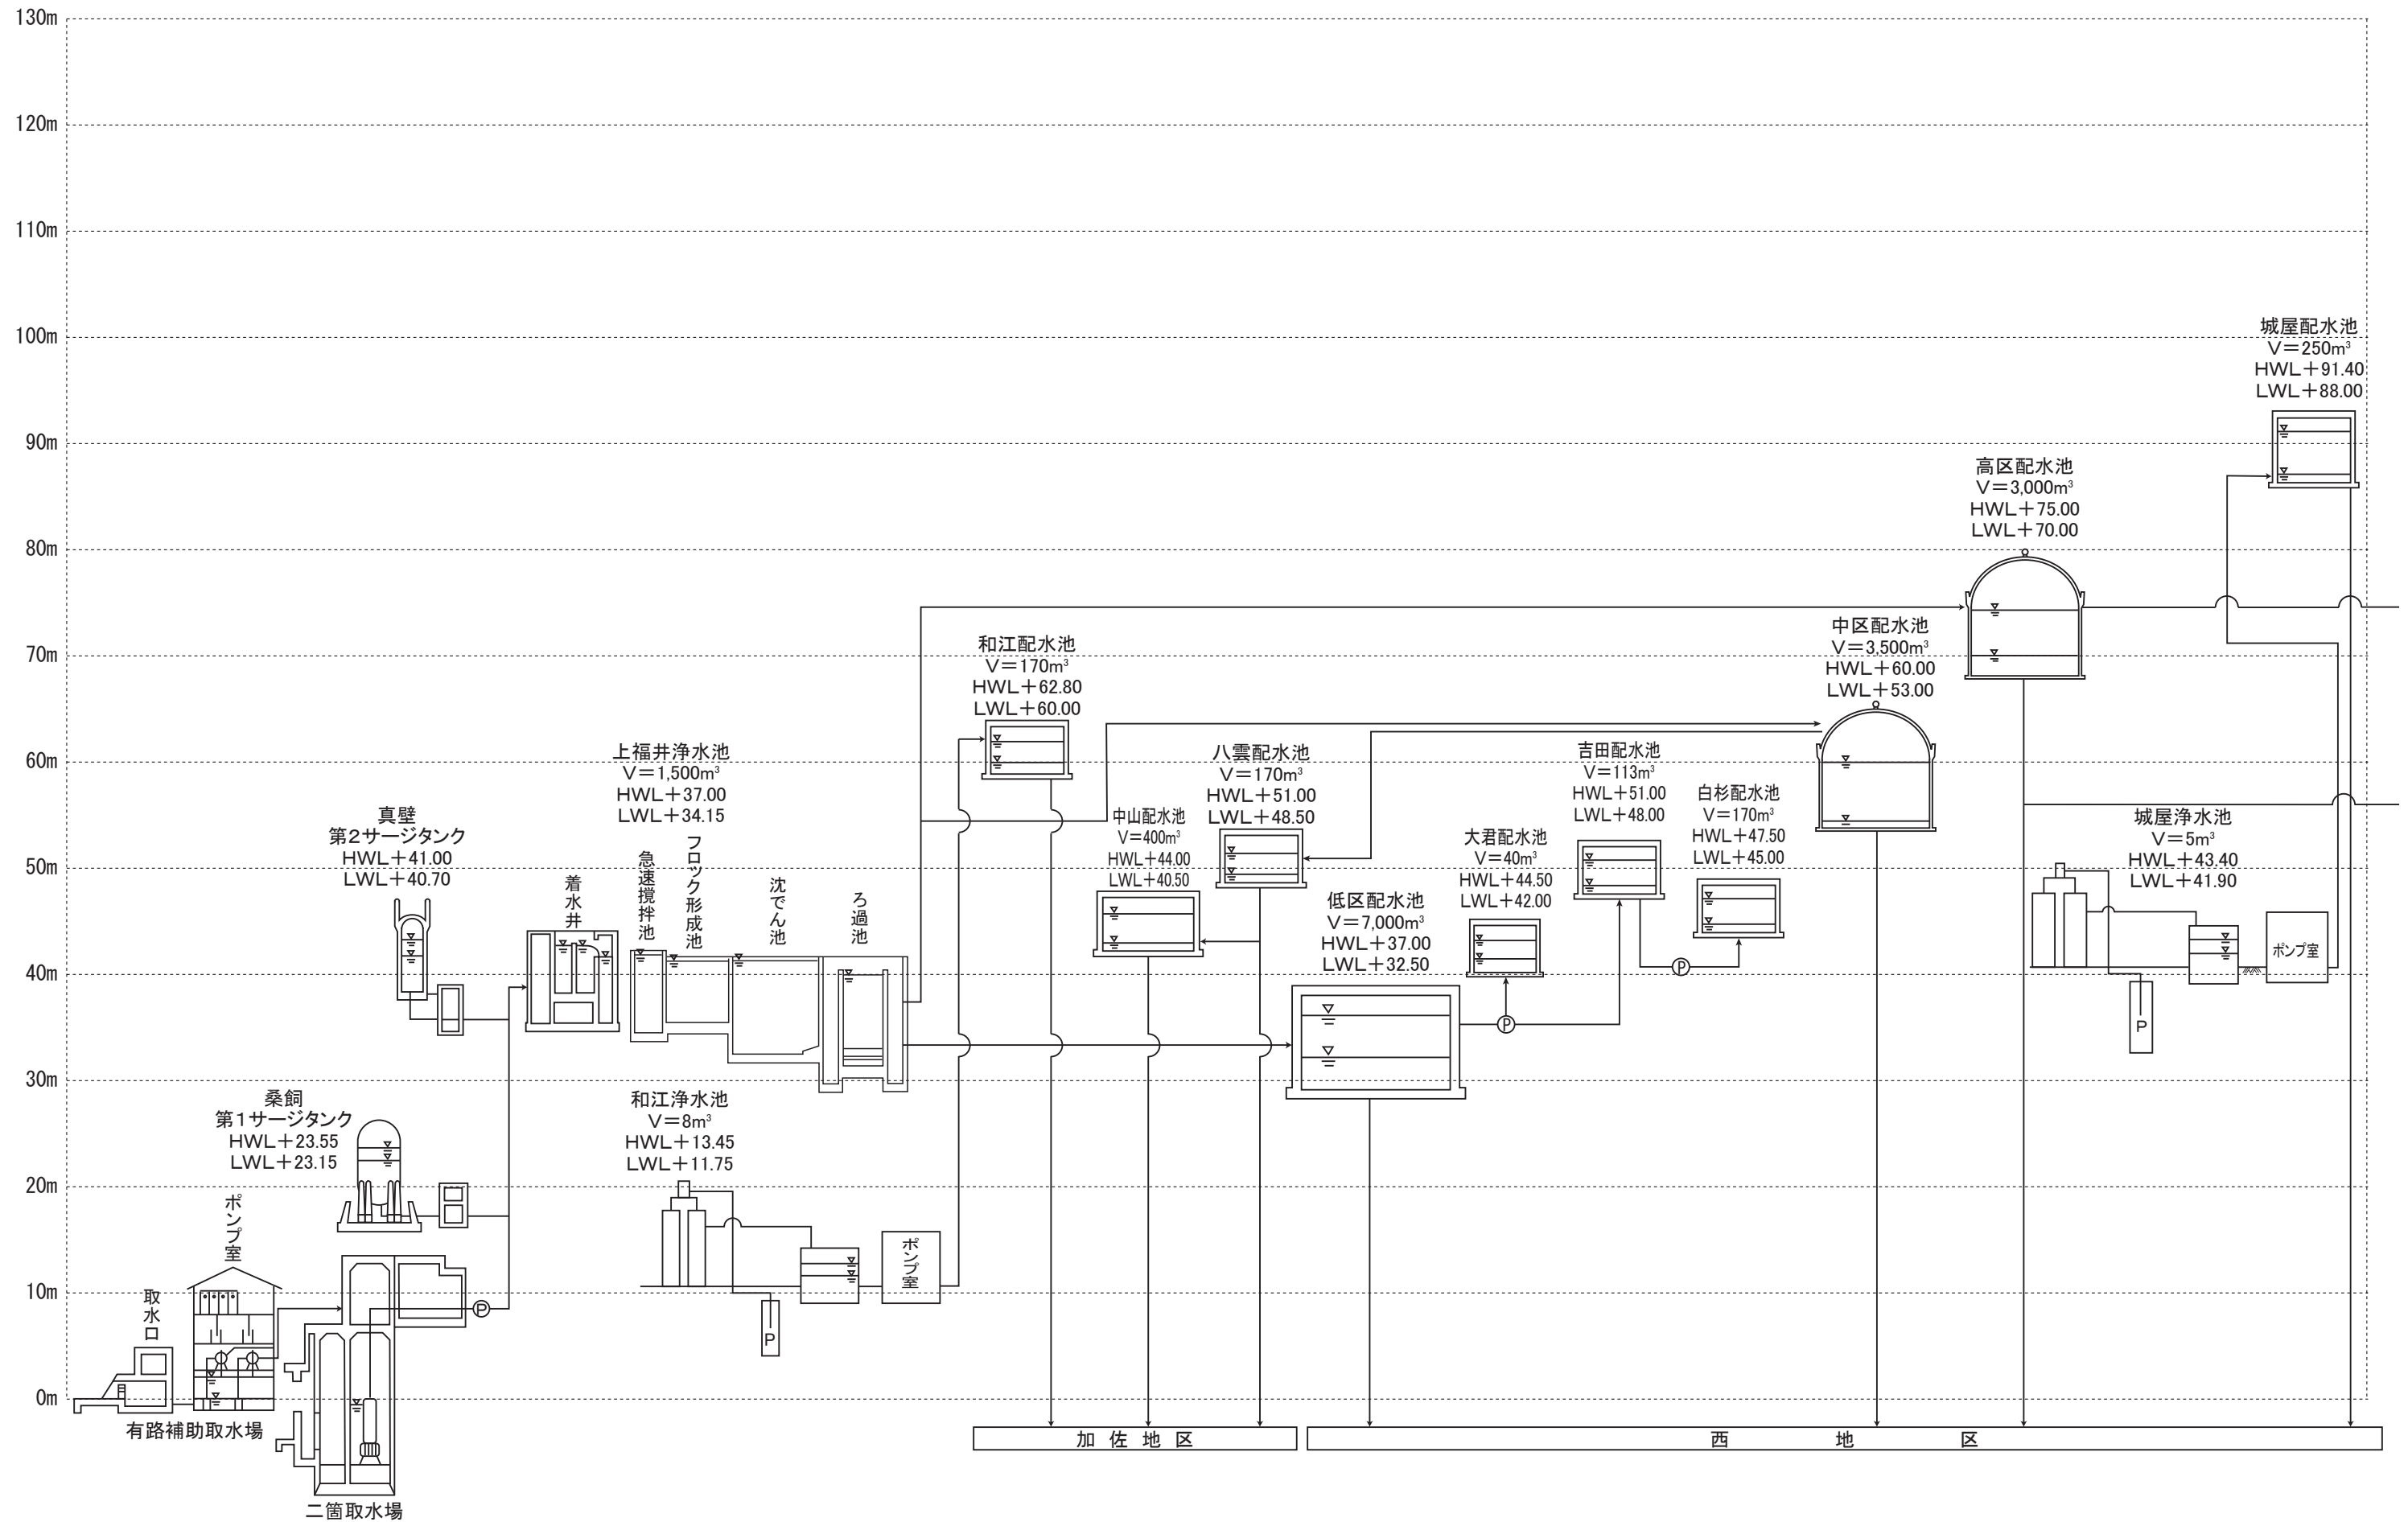 130m
120m
110m
100m
90m
80m
70m
60m
50m
40m
30m
20m
10m
0m
城屋配水池
V＝250m³
HWL＋91.40
LWL＋88.00
高区配水池
V＝3,000m³
HWL＋75.00
LWL＋70.00
中区配水池
V＝3,500m³
HWL＋60.00
LWL＋53.00
和江配水池
V＝170m³
HWL＋62.80
LWL＋60.00
上福井浄水池
V＝1,500m³
HWL＋37.00
LWL＋34.15
八雲配水池
V＝170m³
HWL＋51.00
LWL＋48.50
吉田配水池
V＝113m³
HWL＋51.00
LWL＋48.00
白杉配水池
V＝170m³
HWL＋47.50
LWL＋45.00
真壁
第2サージタンク
HWL＋41.00
LWL＋40.70
中山配水池
V＝400m³
HWL＋44.00
LWL＋40.50
大君配水池
V＝40m³
HWL＋44.50
LWL＋42.00
城屋浄水池
V＝5m³
HWL＋43.40
LWL＋41.90
低区配水池
V＝7,000m³
HWL＋37.00
LWL＋32.50
着水井
急速撹拌池
フロック形成池
沈でん池
ろ過池
ポンプ室
P
P
P
桑飼
第1サージタンク
HWL＋23.55
LWL＋23.15
和江浄水池
V＝8m³
HWL＋13.45
LWL＋11.75
ポンプ室
取水口
P
ポンプ室
P
有路補助取水場
二箇取水場
加佐地区
西地区